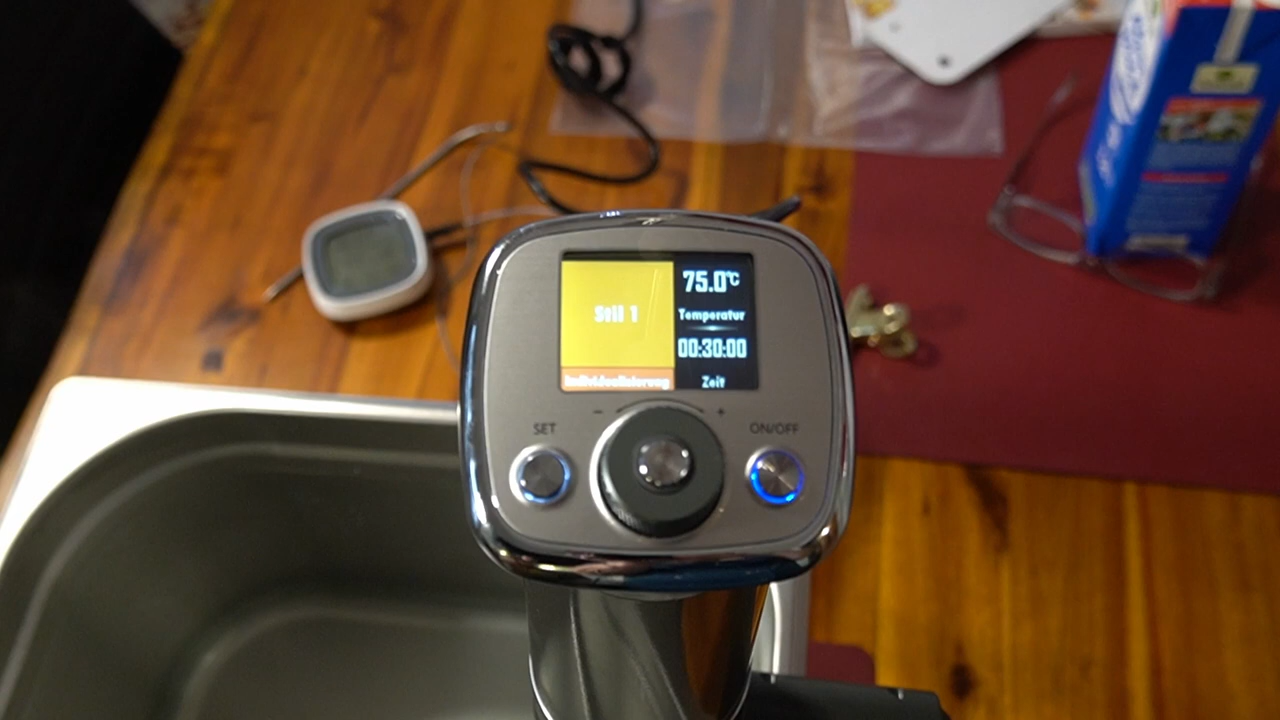 Stil 1
Individualisierung
75.0℃
Temperatur
00:30:00
Zeit
− +
SET
ON/OFF